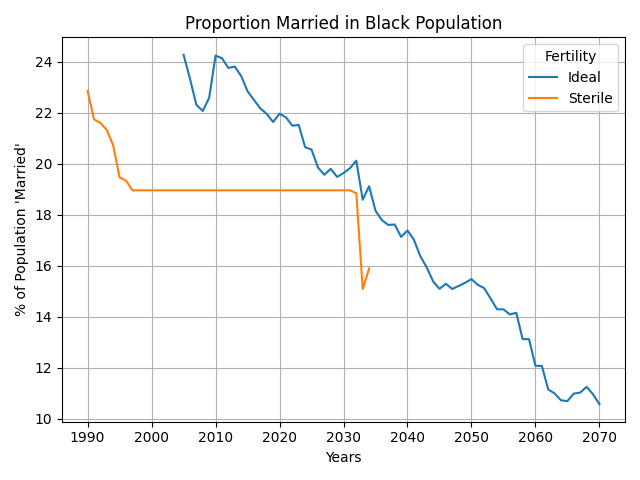 Proportion Married in Black Population
Fertility
Ideal
Sterile
% of Population 'Married'
24
22
20
18
16
14
12
10
1990 2000 2010 2020 2030 2040 2050 2060 2070
Years